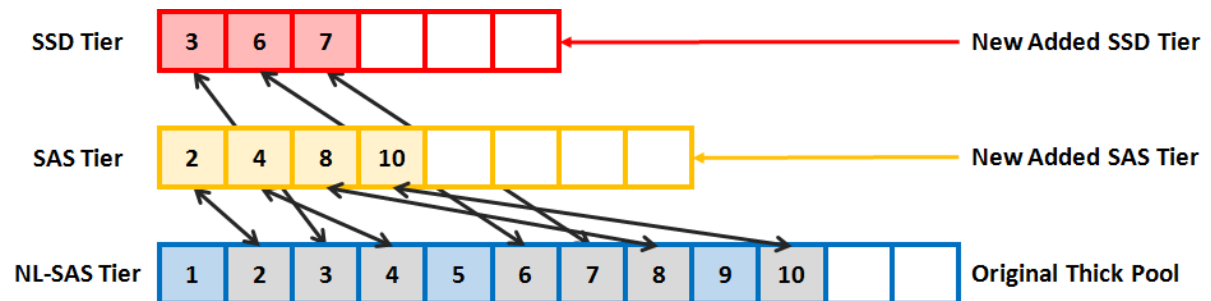 SSD Tier 3 6 7 New Added SSD Tier
SAS Tier 2 4 8 10 New Added SAS Tier
NL-SAS Tier 1 2 3 4 5 6 7 8 9 10 Original Thick Pool